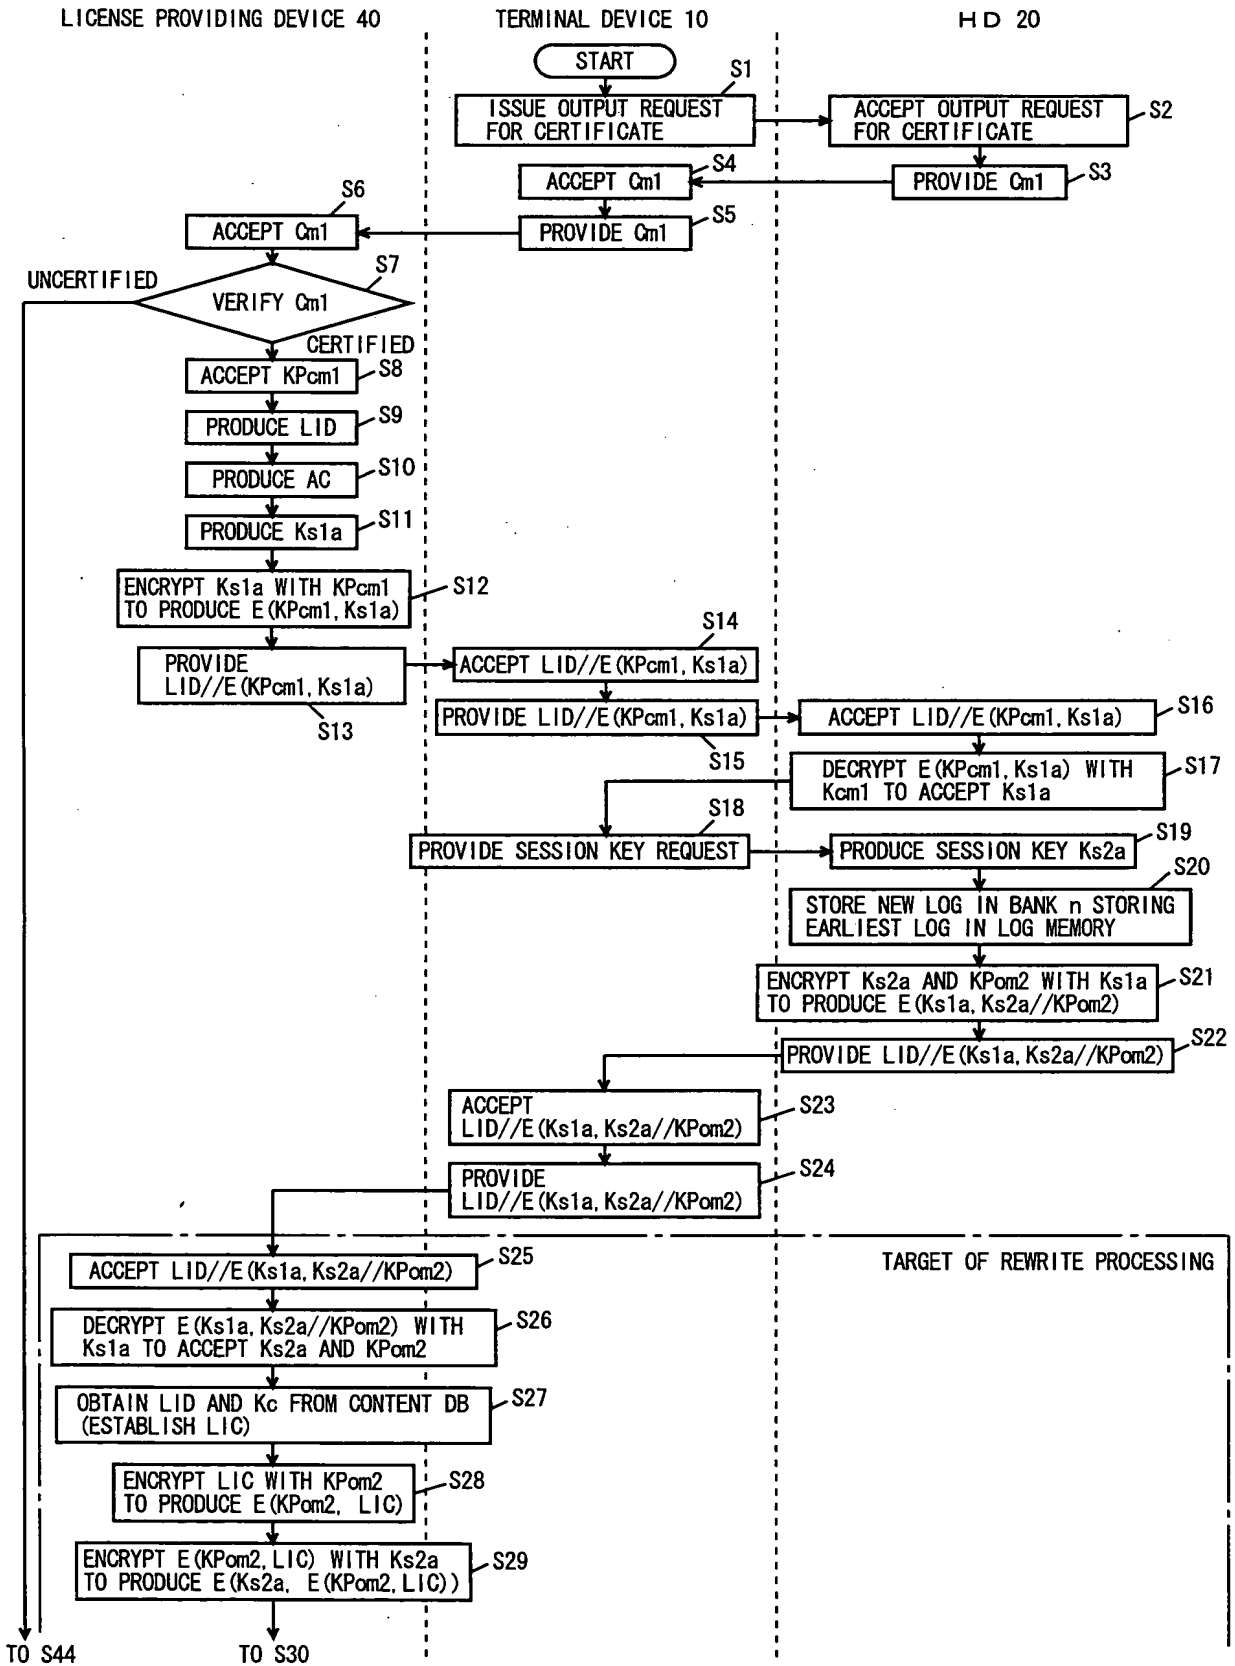 LICENSE PROVIDING DEVICE 40
TERMINAL DEVICE 10
HD 20
START
S1
ISSUE OUTPUT REQUEST
FOR CERTIFICATE
ACCEPT OUTPUT REQUEST
FOR CERTIFICATE
S2
S4
ACCEPT Cm1
PROVIDE Cm1
S3
S6
ACCEPT Cm1
S5
PROVIDE Cm1
UNCERTIFIED
S7
VERIFY Cm1
CERTIFIED
ACCEPT KPcm1
S8
PRODUCE LID
S9
PRODUCE AC
S10
PRODUCE Ks1a
S11
ENCRYPT Ks1a WITH KPcm1
TO PRODUCE E(KPcm1, Ks1a)
S12
PROVIDE
LID//E(KPcm1, Ks1a)
S13
S14
ACCEPT LID//E(KPcm1, Ks1a)
PROVIDE LID//E(KPcm1, Ks1a)
S15
ACCEPT LID//E(KPcm1, Ks1a)
S16
DECRYPT E(KPcm1, Ks1a) WITH
Kcm1 TO ACCEPT Ks1a
S17
S18
PROVIDE SESSION KEY REQUEST
PRODUCE SESSION KEY Ks2a
S19
S20
STORE NEW LOG IN BANK n STORING
EARLIEST LOG IN LOG MEMORY
ENCRYPT Ks2a AND KPom2 WITH Ks1a
TO PRODUCE E(Ks1a, Ks2a//KPom2)
S21
PROVIDE LID//E(Ks1a, Ks2a//KPom2)
S22
ACCEPT
LID//E(Ks1a, Ks2a//KPom2)
S23
PROVIDE
LID//E(Ks1a, Ks2a//KPom2)
S24
TARGET OF REWRITE PROCESSING
ACCEPT LID//E(Ks1a, Ks2a//KPom2)
S25
DECRYPT E(Ks1a, Ks2a//KPom2) WITH
Ks1a TO ACCEPT Ks2a AND KPom2
S26
OBTAIN LID AND Kc FROM CONTENT DB
(ESTABLISH LIC)
S27
ENCRYPT LIC WITH KPom2
TO PRODUCE E(KPom2, LIC)
S28
ENCRYPT E(KPom2, LIC) WITH Ks2a
TO PRODUCE E(Ks2a, E(KPom2, LIC))
S29
TO S44
TO S30